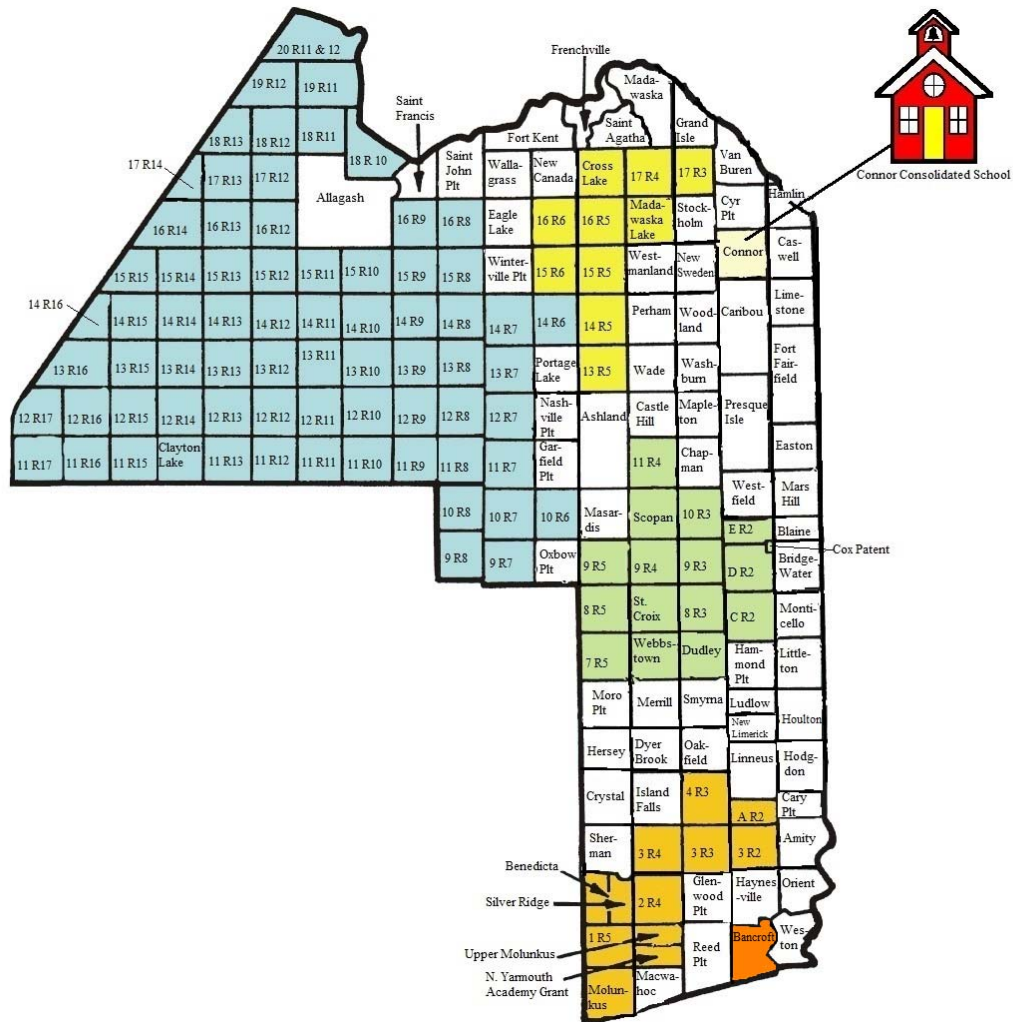 20 R11 & 12
Frenchville
19 R12
19 R11
Mada-
waska
Saint
Francis
Saint
Agatha
Grand
Isle
18 R13
18 R12
18 R11
Fort Kent
Van
Buren
17 R14
18 R 10
Saint
John
Plt
Walla-
grass
New
Canada
Cross
Lake
17 R4
17 R3
Connor Consolidated School
17 R13
17 R12
Allagash
Hamlin
16 R14
16 R13
16 R12
16 R9
16 R8
Eagle
Lake
16 R6
16 R5
Mada-
waska
Lake
Stock-
holm
Cyr
Plt
Connor
Cas-
well
15 R15
15 R14
15 R13
15 R12
15 R11
15 R10
15 R9
15 R8
Winter-
ville Plt
15 R6
15 R5
West-
manland
New
Sweden
14 R16
14 R15
14 R14
14 R13
14 R12
14 R11
14 R10
14 R9
14 R8
14 R7
14 R6
14 R5
Perham
Wood-
land
Caribou
Lime-
stone
13 R16
13 R15
13 R14
13 R13
13 R12
13 R11
13 R10
13 R9
13 R8
13 R7
Portage
Lake
13 R5
Wade
Wash-
burn
Fort
Fair-
field
12 R17
12 R16
12 R15
12 R14
12 R13
12 R12
12 R11
12 R10
12 R9
12 R8
12 R7
Nash-
ville
Plt
Ashland
Castle
Hill
Maple-
ton
Presque
Isle
11 R17
11 R16
11 R15
Clayton
Lake
11 R13
11 R12
11 R11
11 R10
11 R9
11 R8
11 R7
Gar-
field
Plt
11 R4
Chap-
man
Easton
10 R8
10 R7
10 R6
Masar-
dis
Scopan
10 R3
West-
field
Mars
Hill
E R2
Blaine
Cox Patent
9 R8
9 R7
Oxbow
Plt
9 R5
9 R4
9 R3
D R2
Bridge-
Water
8 R5
St.
Croix
8 R3
C R2
Monti-
cello
7 R5
Webbs-
town
Dudley
Ham-
mond
Plt
Little-
ton
Moro
Plt
Merrill
Smyrna
Ludlow
New
Limerick
Houlton
Hersey
Dyer
Brook
Oak-
field
Linneus
Hodg-
don
Crystal
Island
Falls
4 R3
A R2
Cary
Plt
Sher-
man
3 R4
3 R3
3 R2
Amity
Benedicta
Silver Ridge
2 R4
Glen-
wood
Plt
Haynes
-ville
Orient
1 R5
Upper Molunkus
Reed
Plt
Bancroft
Wes-
ton
N. Yarmouth
Academy Grant
Molun-
kus
Macwa-
hoc